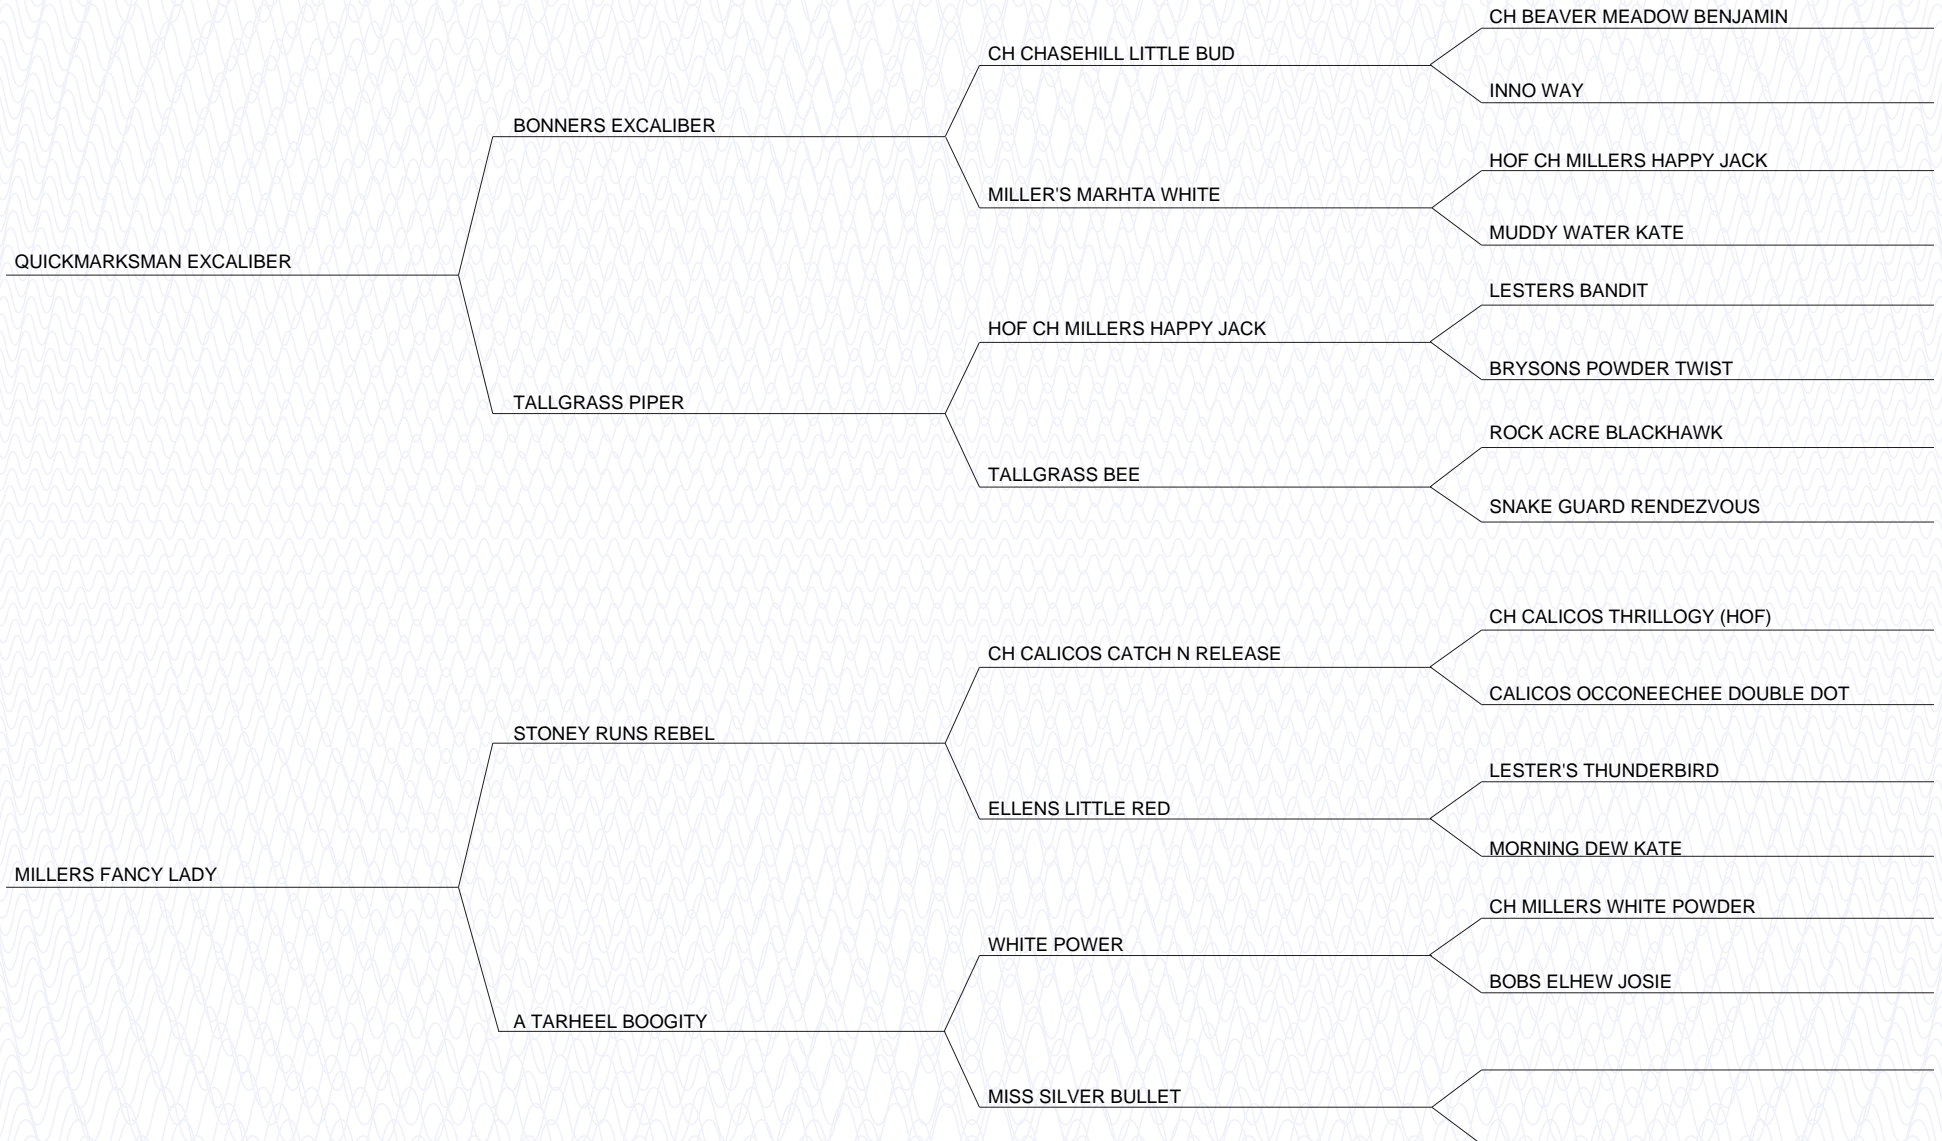 CH BEAVER MEADOW BENJAMIN
CH CHASEHILL LITTLE BUD
INNO WAY
BONNERS EXCALIBER
HOF CH MILLERS HAPPY JACK
MILLER'S MARHTA WHITE
MUDDY WATER KATE
QUICKMARKSMAN EXCALIBER
LESTERS BANDIT
HOF CH MILLERS HAPPY JACK
BRYSONS POWDER TWIST
TALLGRASS PIPER
ROCK ACRE BLACKHAWK
TALLGRASS BEE
SNAKE GUARD RENDEZVOUS
CH CALICOS THRILLOGY (HOF)
CH CALICOS CATCH N RELEASE
CALICOS OCCONEECHEE DOUBLE DOT
STONEY RUNS REBEL
LESTER'S THUNDERBIRD
ELLENS LITTLE RED
MORNING DEW KATE
MILLERS FANCY LADY
CH MILLERS WHITE POWDER
WHITE POWER
BOBS ELHEW JOSIE
A TARHEEL BOOGITY
MISS SILVER BULLET